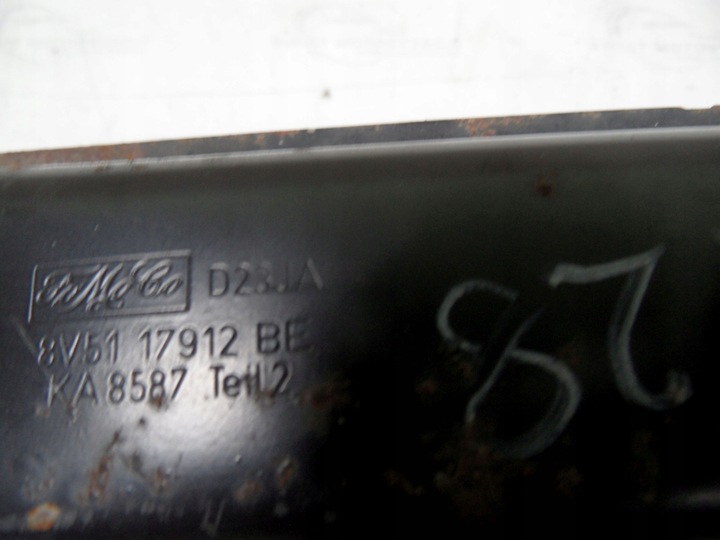 FoMoCo D23JA
8V51 17912 BE
KA 8587 Teil 2
87